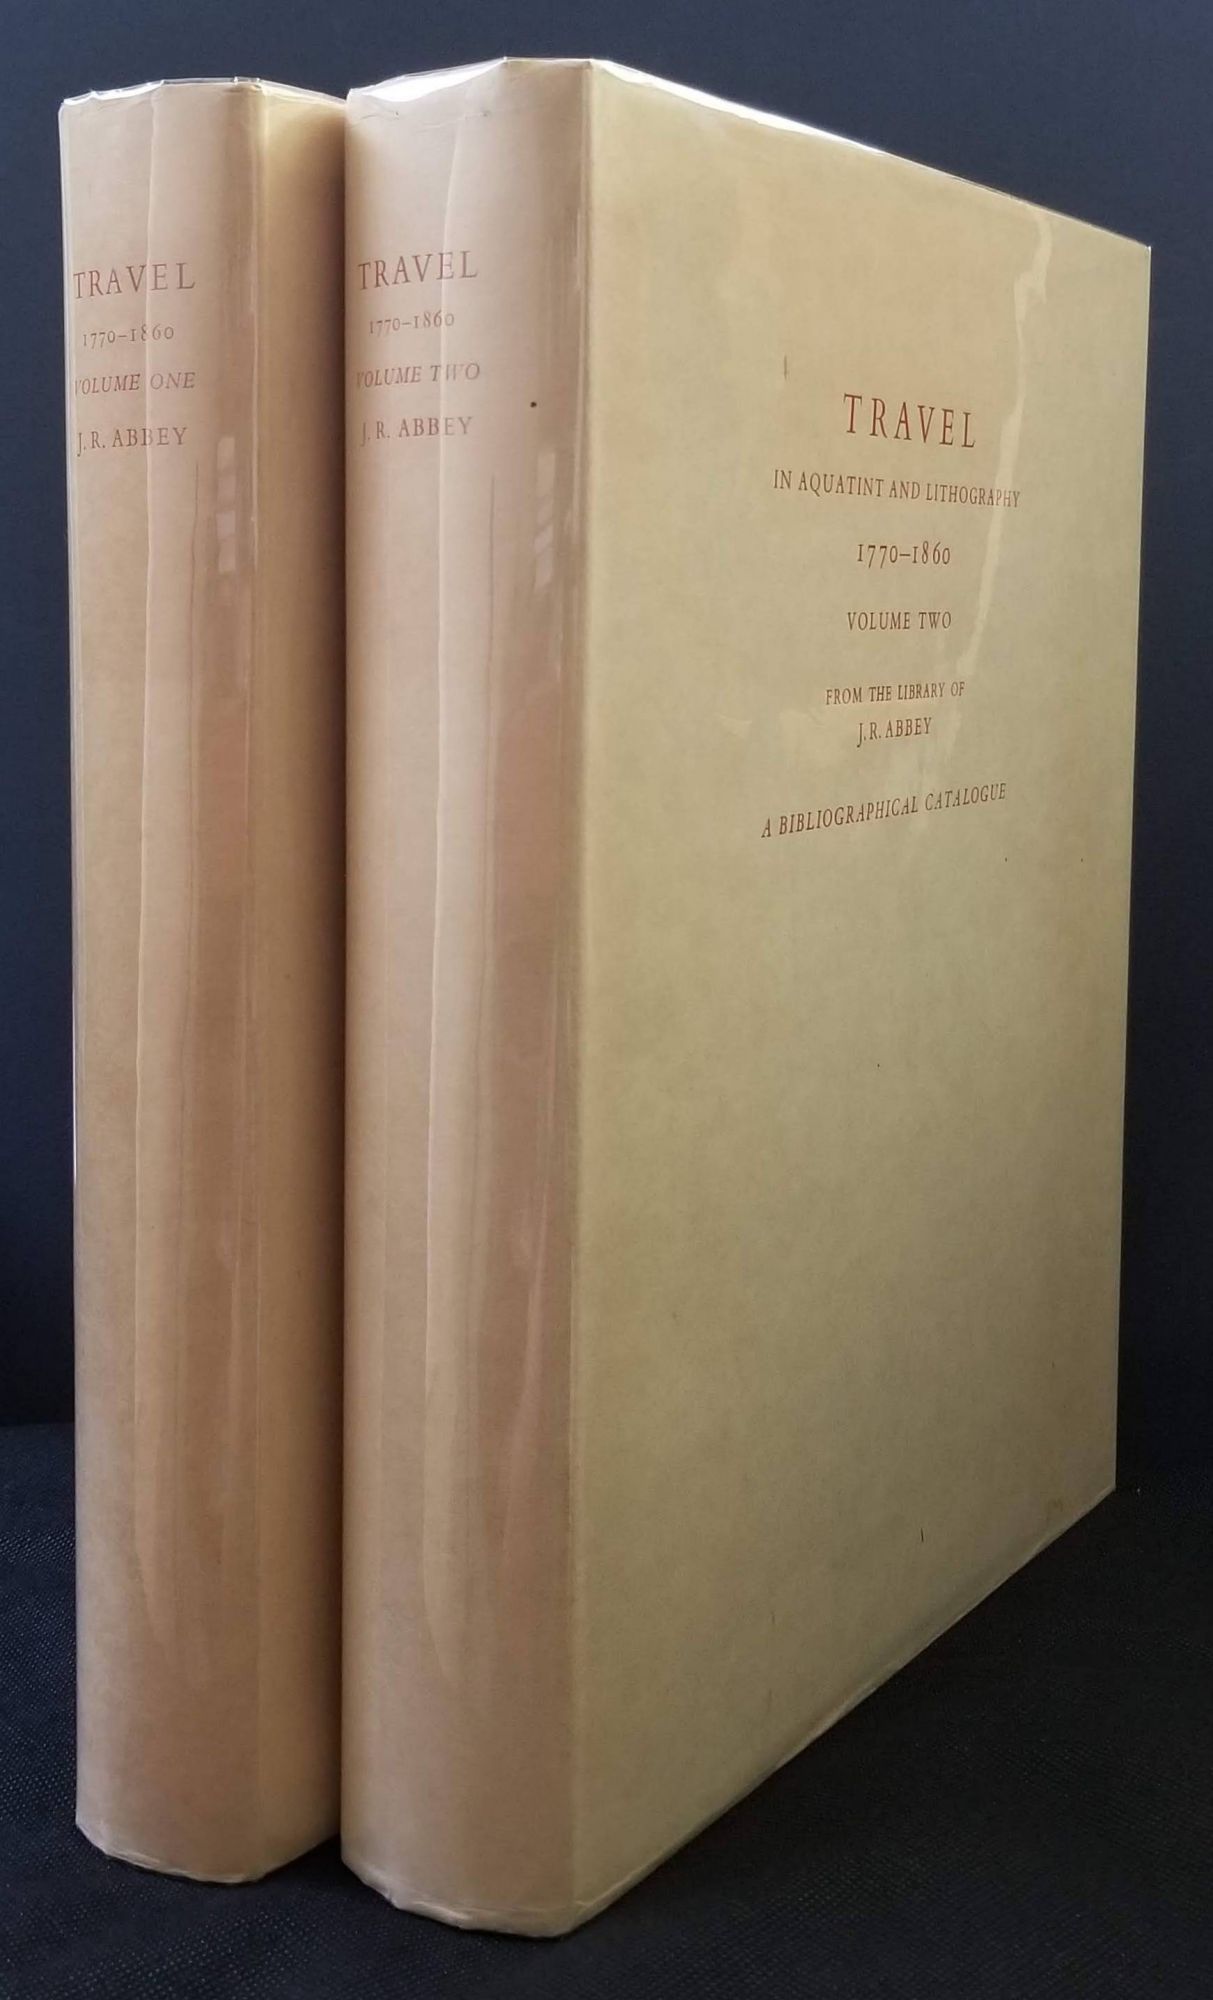 TRAVEL
1770–1860
VOLUME ONE
J. R. ABBEY
TRAVEL
1770–1860
VOLUME TWO
J. R. ABBEY
TRAVEL
IN AQUATINT AND LITHOGRAPHY
1770–1860
VOLUME TWO
FROM THE LIBRARY OF
J. R. ABBEY
A BIBLIOGRAPHICAL CATALOGUE